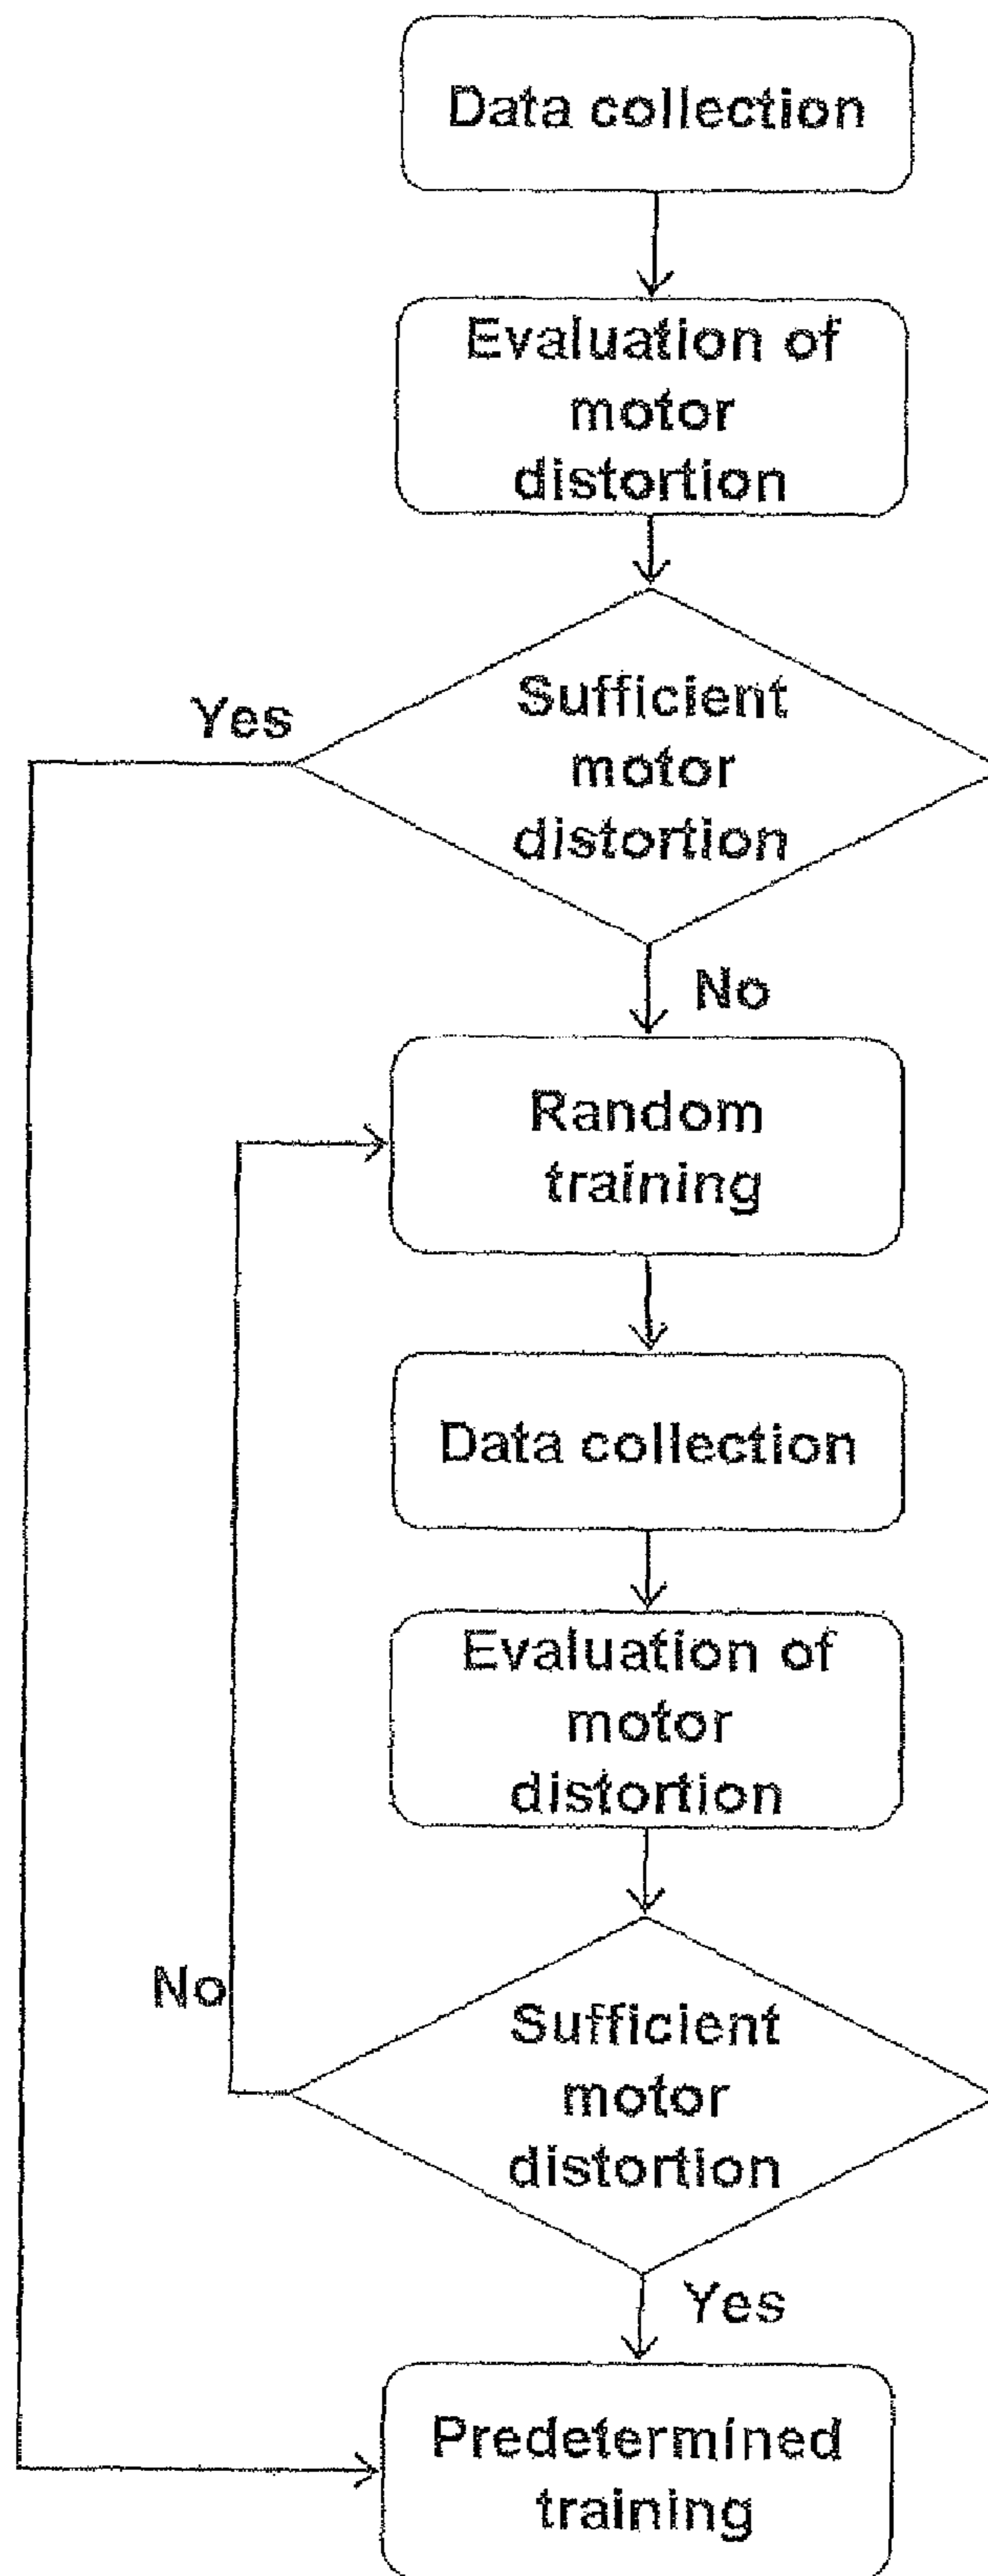 Data collection
Evaluation of
motor
distortion
Sufficient
motor
distortion
Yes
No
Random
training
Data collection
Evaluation of
motor
distortion
No
Sufficient
motor
distortion
Yes
Predetermined
training